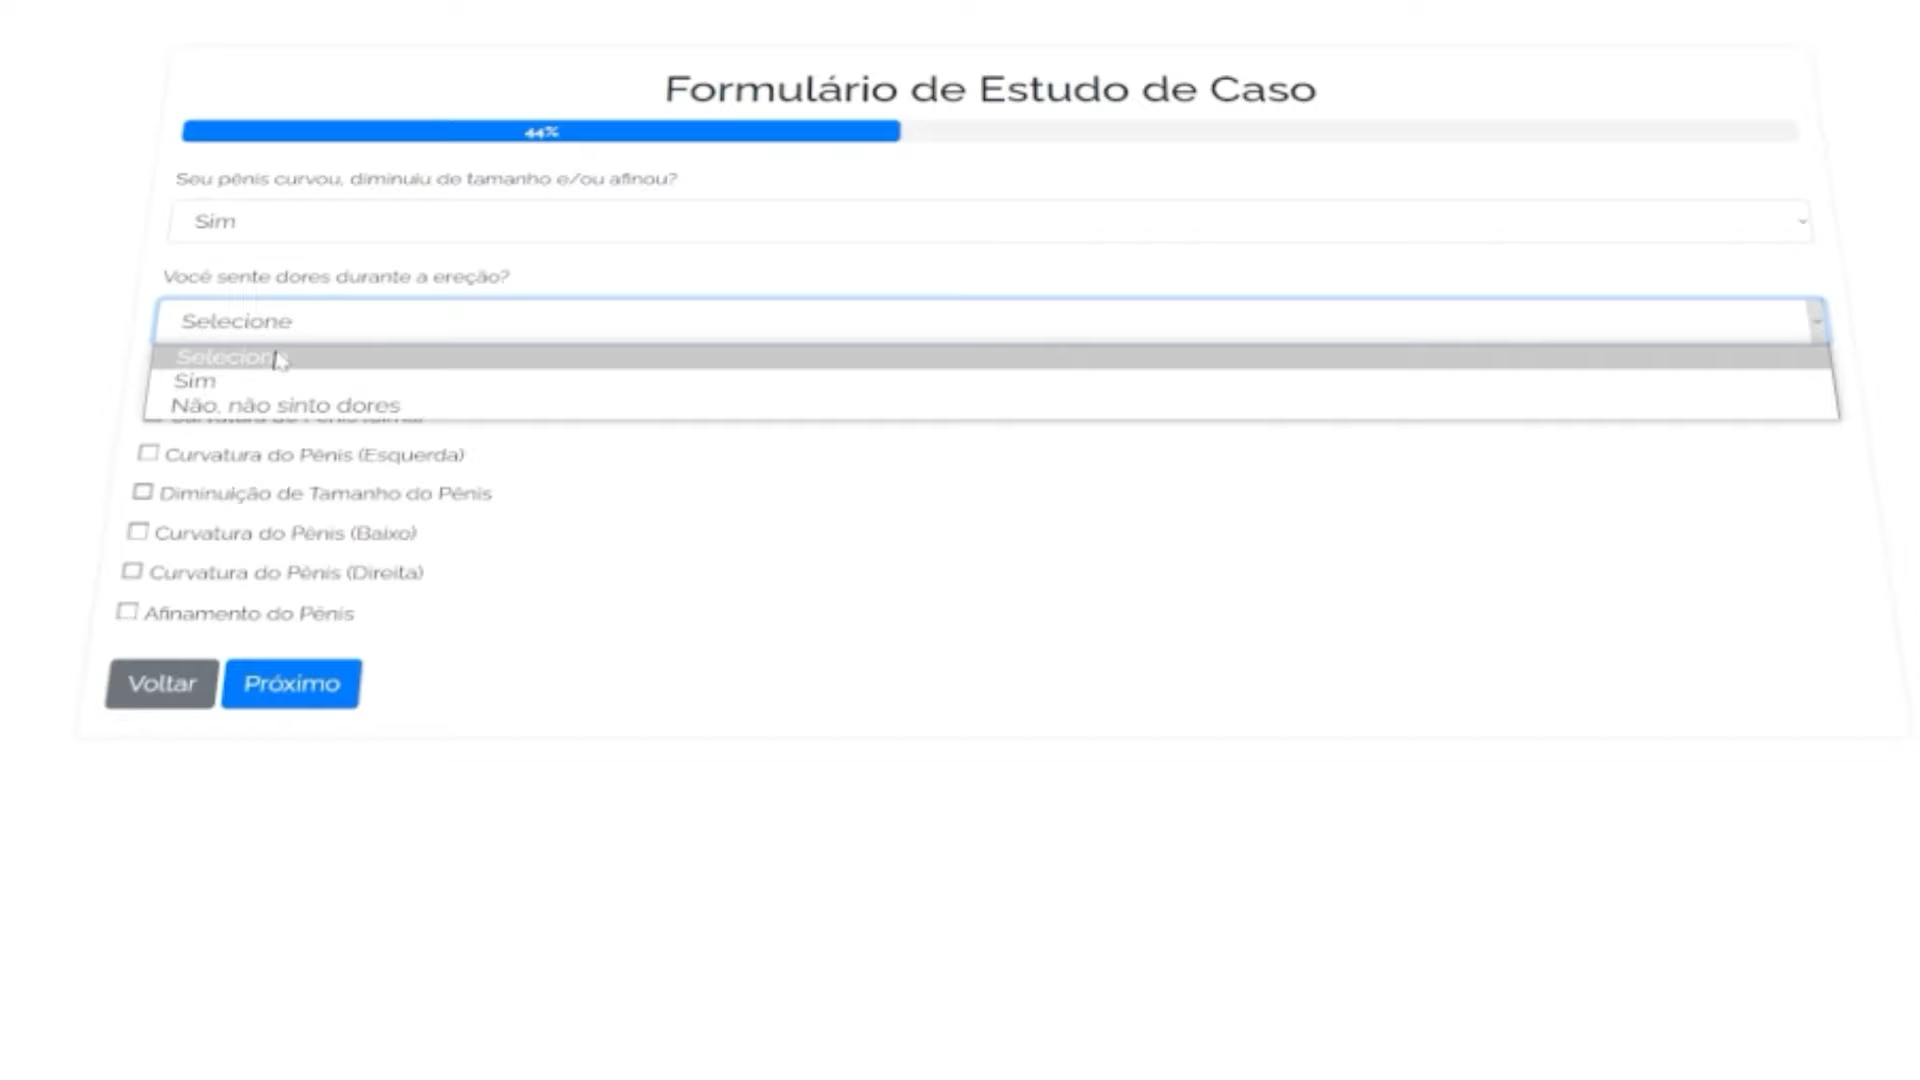 Formulário de Estudo de Caso
44%
Seu pênis curvou, diminuiu de tamanho e/ou afinou?
Sim
Você sente dores durante a ereção?
Selecione
Selecione
Sim
Não, não sinto dores
Curvatura do Pênis (Esquerda)
Diminuição de Tamanho do Pênis
Curvatura do Pênis (Baixo)
Curvatura do Pênis (Direita)
Afinamento do Pênis
Voltar
Próximo